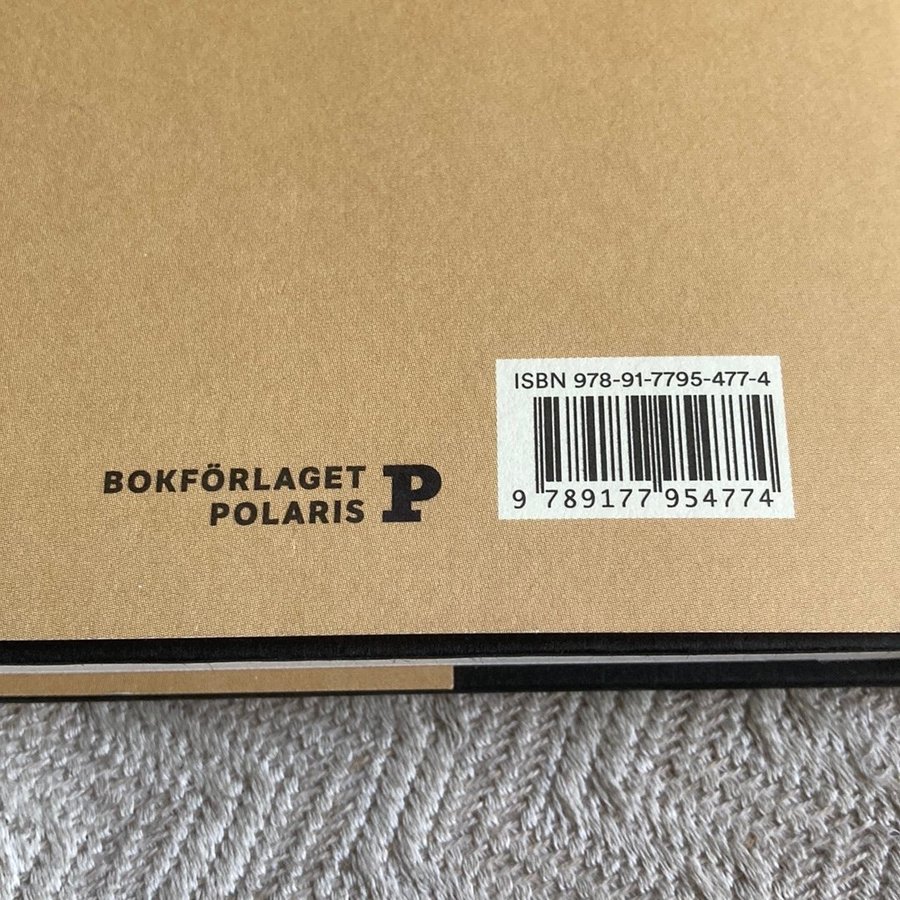 ISBN 978-91-7795-477-4
9 789177 954774
BOKFÖRLAGET
POLARIS
P